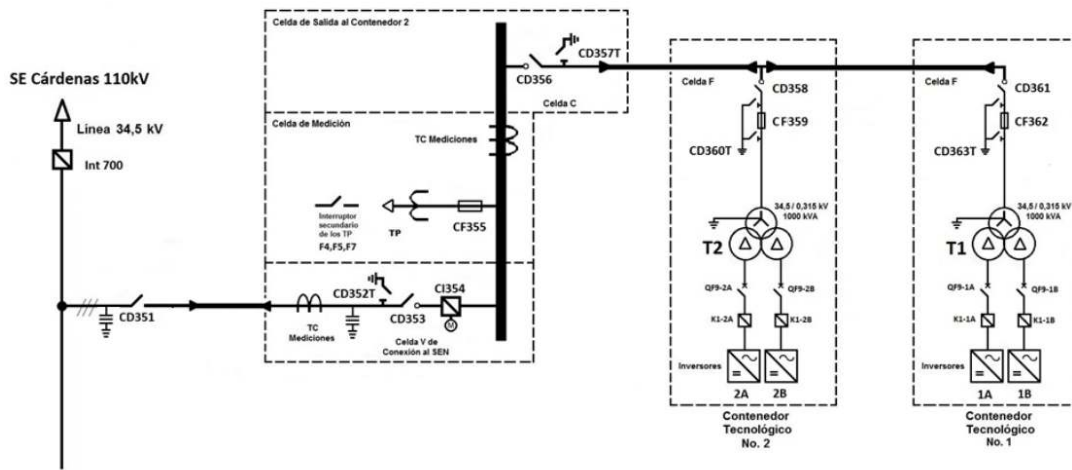 SE Cárdenas 110kV
Linea 34,5 kV
Int 700
CD351
Celda de Salida al Contenedor 2
CD357T
CD356
Celda C
Celda de Medición
TC Mediciones
Interruptor
secundario
de los TP
F4,F5,F7
TP
CF355
CD352T
CI354
CD353
M
TC
Mediciones
Celda V de
Conexión al SEN
Celda F
CD358
CF359
CD360T
34,5 / 0,315 kV
1000 kVA
T2
QF9-2A
QF9-2B
K1-2A
K1-2B
Inversores
2A
2B
Contenedor
Tecnológico
No. 2
Celda F
CD361
CF362
CD363T
34,5 / 0,315 kV
1000 kVA
T1
QF9-1A
QF9-1B
K1-1A
K1-1B
Inversores
1A
1B
Contenedor
Tecnológico
No. 1